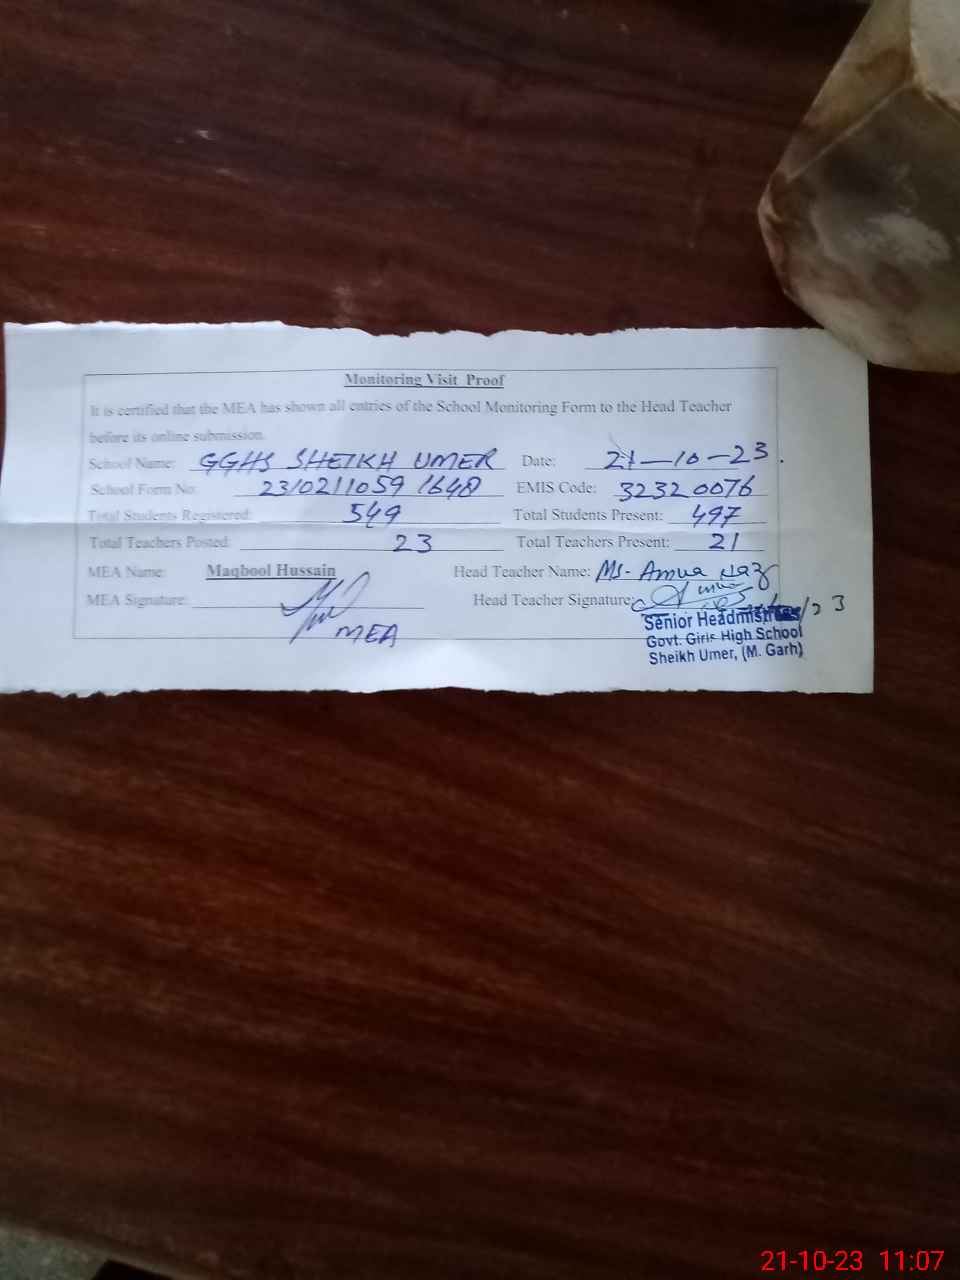 Monitoring Visit Proof
It is certified that the MEA has shown all entries of the School Monitoring Form to the Head Teacher
before its online submission.
School Name: GGHS SHEIKH UMER Date: 21-10-23.
School Form No: 2310211059 1648 EMIS Code: 32320076
Total Students Registered: 549 Total Students Present: 497
Total Teachers Posted: 23 Total Teachers Present: 21
MEA Name: Maqbool Hussain Head Teacher Name: Ms. Amna Naz
MEA Signature: Head Teacher Signature:
MEA
Senior Headmistress
Govt. Girls High School
Sheikh Umer, (M. Garh)
21-10-23 11:07